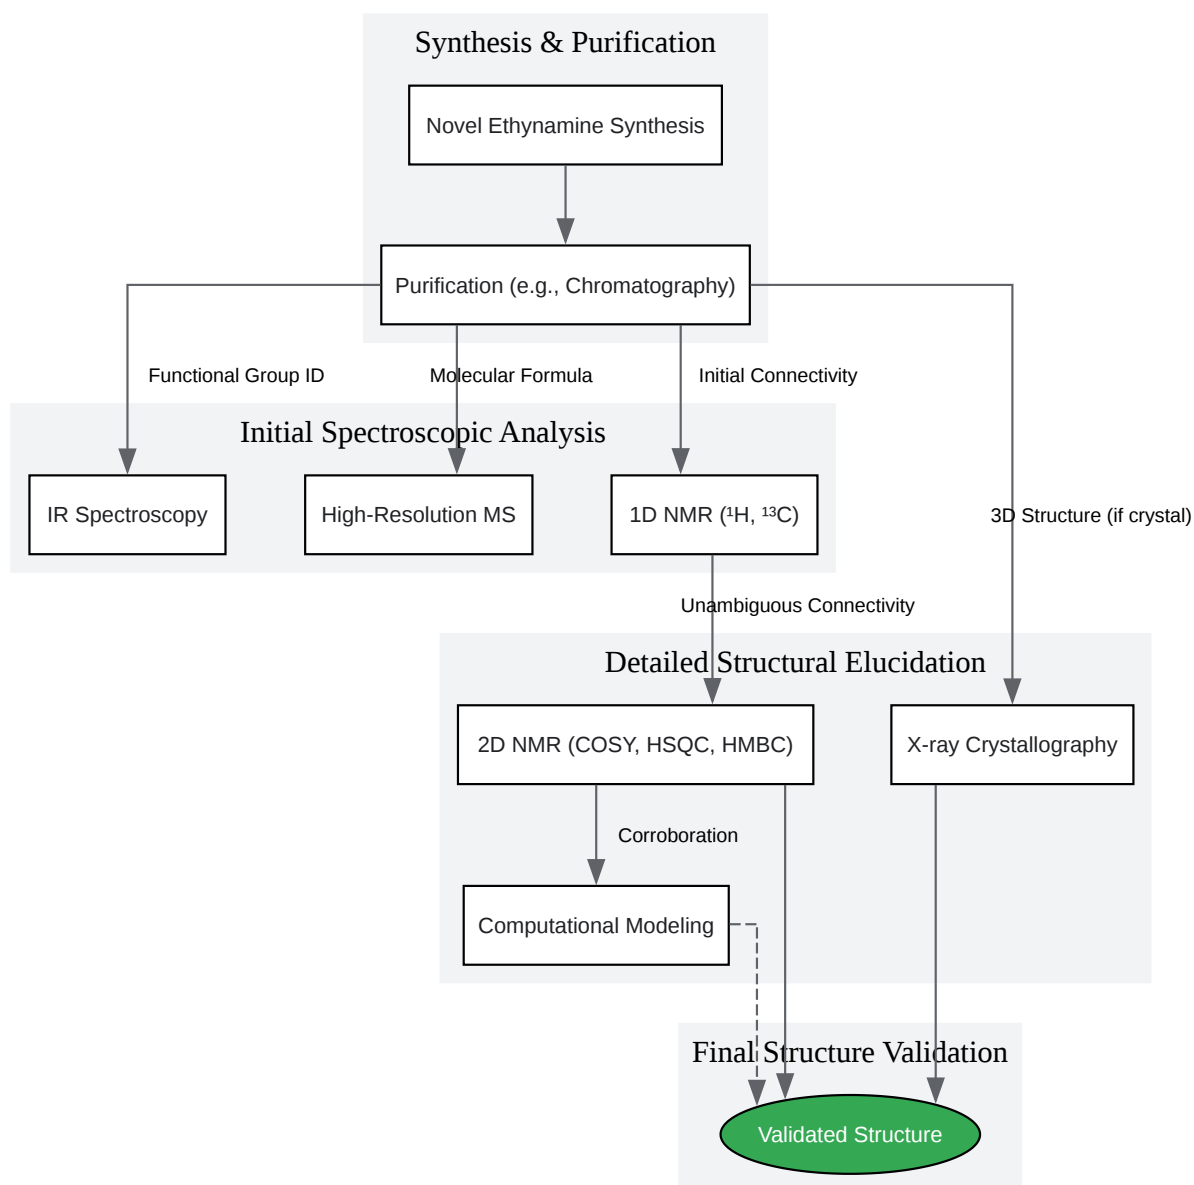 Synthesis & Purification
Novel Ethynamine Synthesis
Purification (e.g., Chromatography)
Functional Group ID
Molecular Formula
Initial Connectivity
Initial Spectroscopic Analysis
IR Spectroscopy
High-Resolution MS
1D NMR (¹H, ¹³C)
3D Structure (if crystal)
Unambiguous Connectivity
Detailed Structural Elucidation
2D NMR (COSY, HSQC, HMBC)
X-ray Crystallography
Corroboration
Computational Modeling
Final Structure Validation
Validated Structure